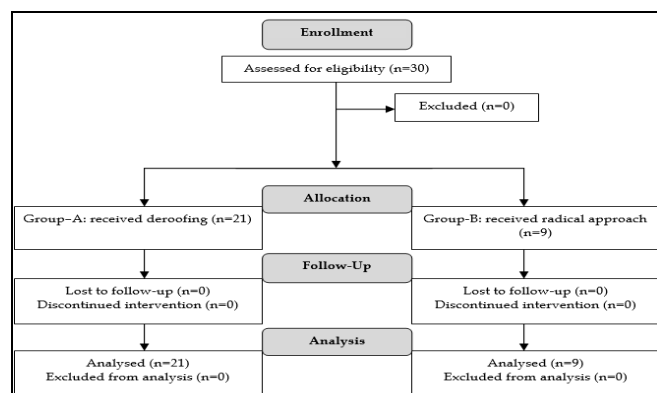 Enrollment
Assessed for eligibility (n=30)
Excluded (n=0)
Allocation
Group-A: received deroofing (n=21)
Group-B: received radical approach
(n=9)
Follow-Up
Lost to follow-up (n=0)
Discontinued intervention (n=0)
Lost to follow-up (n=0)
Discontinued intervention (n=0)
Analysis
Analysed (n=21)
Excluded from analysis (n=0)
Analysed (n=9)
Excluded from analysis (n=0)